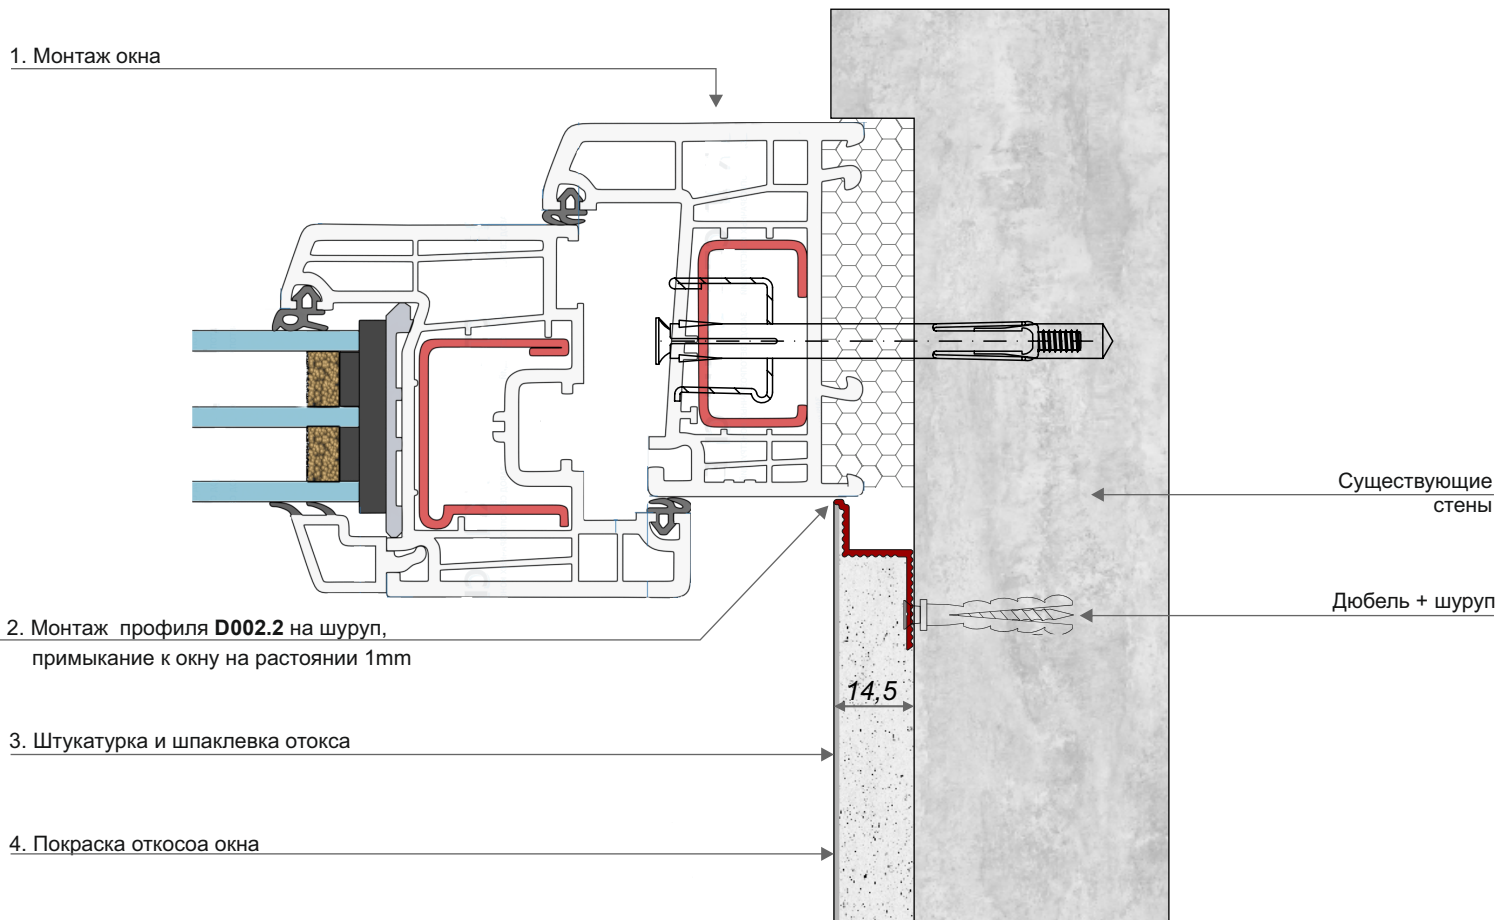 1. Монтаж окна
Существующие
стены
Дюбель + шуруп
2. Монтаж профиля D002.2 на шуруп,
примыкание к окну на растоянии 1mm
14,5
3. Штукатурка и шпаклевка отокса
4. Покраска откосоа окна